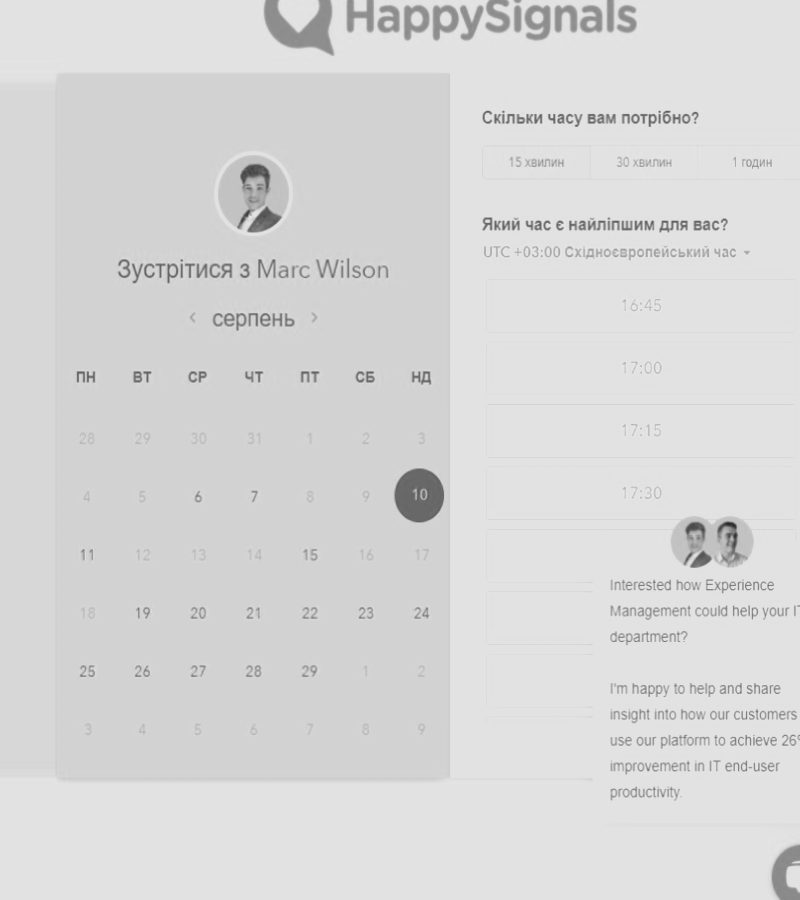 HappySignals
Зустрітися з Marc Wilson
серпень
ПН ВТ СР ЧТ ПТ СБ НД
28 29 30 31 1 2 3
4 5 6 7 8 9 10
11 12 13 14 15 16 17
18 19 20 21 22 23 24
25 26 27 28 29 1 2
3 4 5 6 7 8 9
Скільки часу вам потрібно?
15 хвилин 30 хвилин 1 годин
Який час є найліпшим для вас?
UTC +03:00 Східноєвропейський час
16:45
17:00
17:15
17:30
Interested how Experience
Management could help your IT
department?
I'm happy to help and share
insight into how our customers
use our platform to achieve 26%
improvement in IT end-user
productivity.